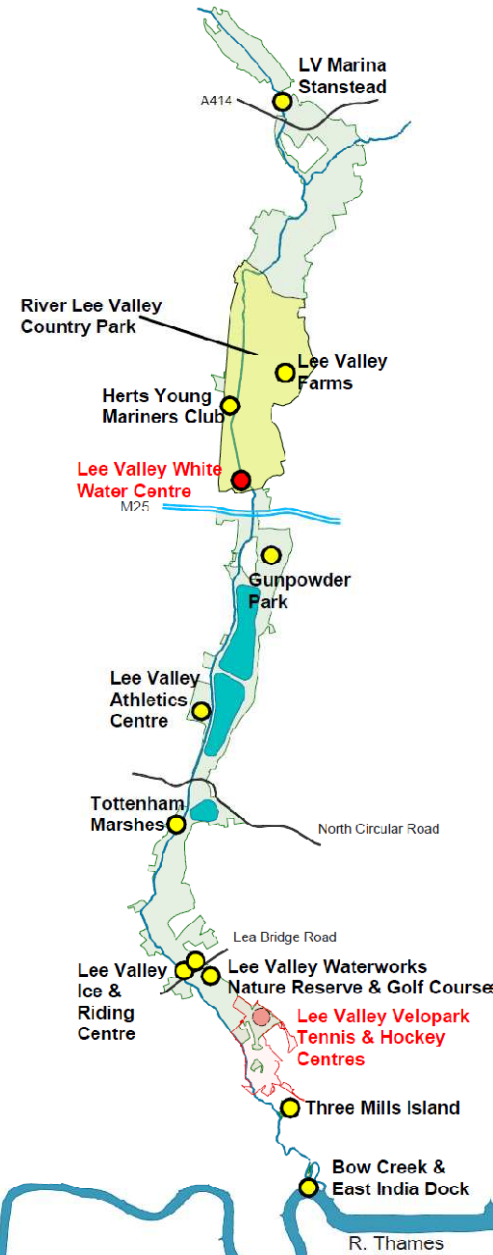 LV Marina
Stanstead
A414
River Lee Valley
Country Park
Lee Valley
Farms
Herts Young
Mariners Club
Lee Valley White
Water Centre
M25
Gunpowder
Park
Lee Valley
Athletics
Centre
Tottenham
Marshes
North Circular Road
Lea Bridge Road
Lee Valley
Ice &
Riding
Centre
Lee Valley Waterworks
Nature Reserve & Golf Course
Lee Valley Velopark
Tennis & Hockey
Centres
Three Mills Island
Bow Creek &
East India Dock
R. Thames